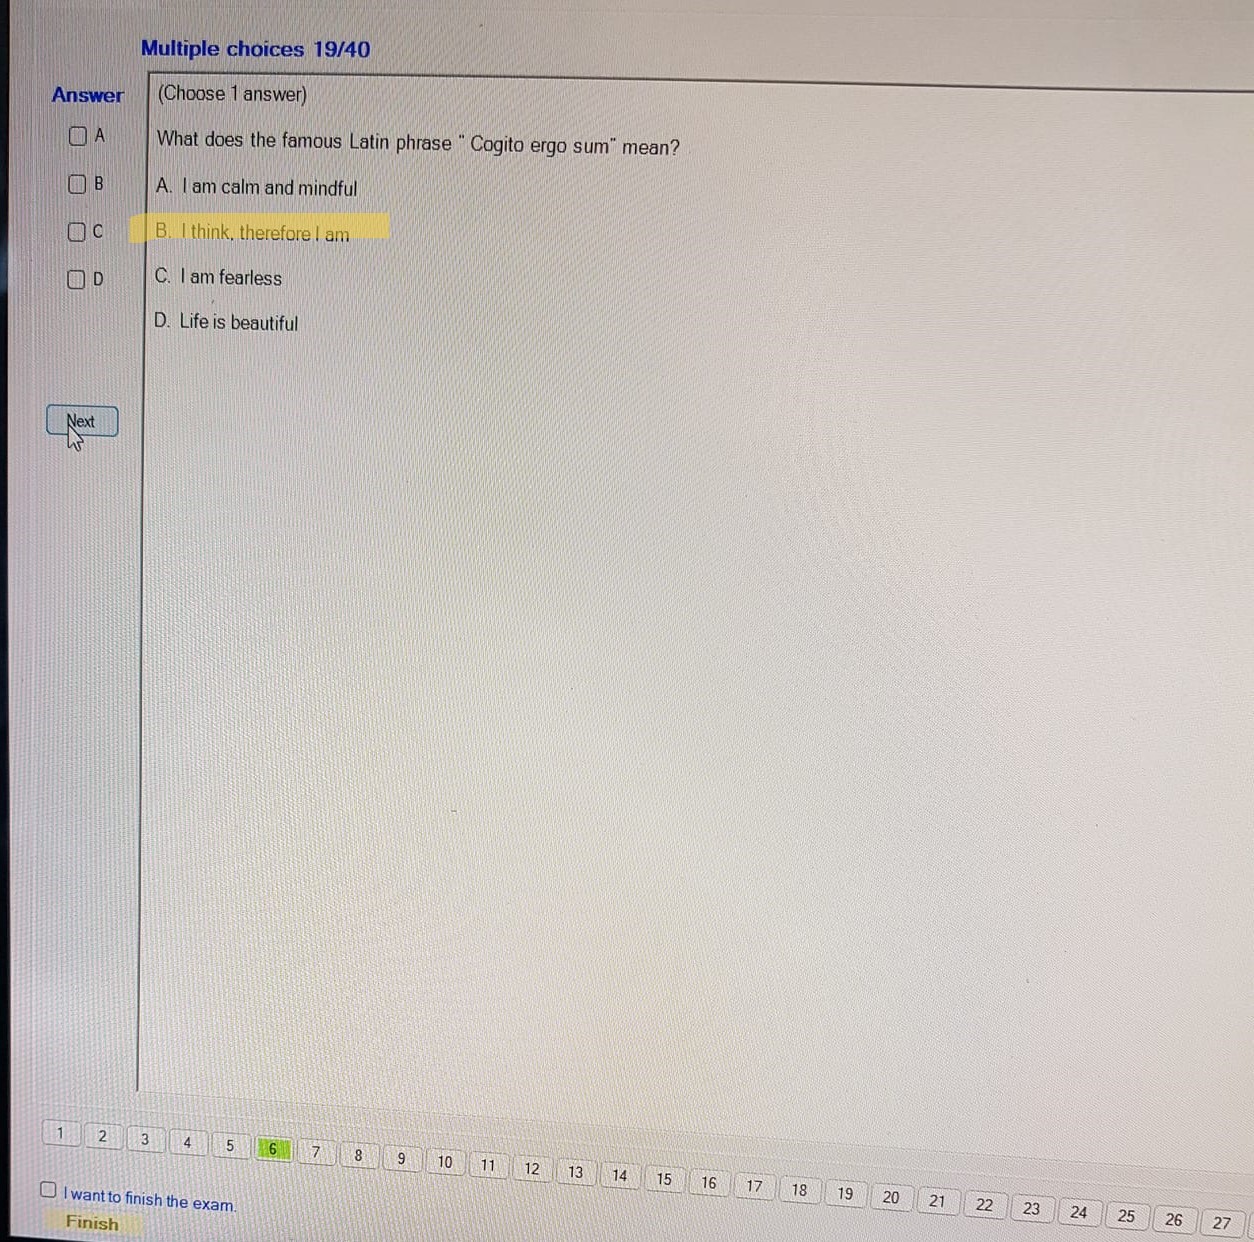 Multiple choices 19/40
Answer
(Choose 1 answer)
A
What does the famous Latin phrase " Cogito ergo sum" mean?
B
A. I am calm and mindful
C
B. I think, therefore I am
D
C. I am fearless
D. Life is beautiful
Next
1 2 3 4 5 6 7 8 9 10 11 12 13 14 15 16 17 18 19 20 21 22 23 24 25 26 27
I want to finish the exam.
Finish